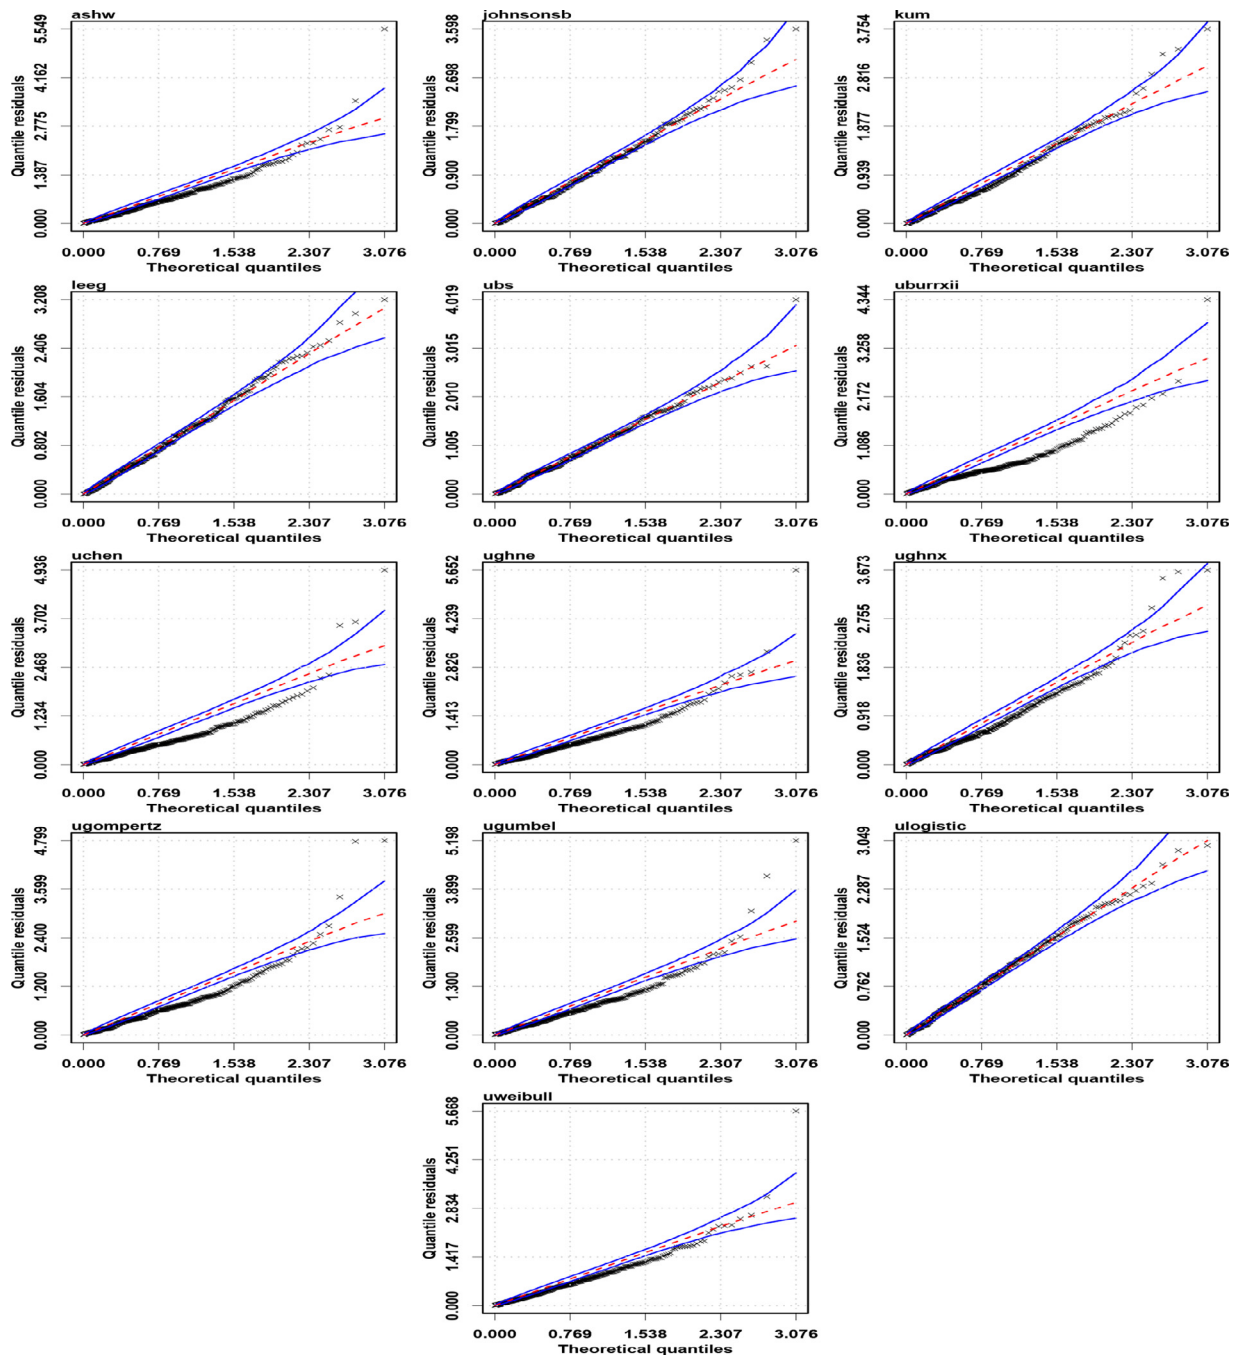 ashw
Quantile residuals
0.000 1.387 2.775 4.162 5.549
0.000 0.769 1.538 2.307 3.076
Theoretical quantiles
johnsonsb
Quantile residuals
0.000 0.900 1.799 2.698 3.598
0.000 0.769 1.538 2.307 3.076
Theoretical quantiles
kum
Quantile residuals
0.000 0.939 1.877 2.816 3.754
0.000 0.769 1.538 2.307 3.076
Theoretical quantiles
leeg
Quantile residuals
0.000 0.802 1.604 2.406 3.208
0.000 0.769 1.538 2.307 3.076
Theoretical quantiles
ubs
Quantile residuals
0.000 1.005 2.010 3.015 4.019
0.000 0.769 1.538 2.307 3.076
Theoretical quantiles
uburrxii
Quantile residuals
0.000 1.086 2.172 3.258 4.344
0.000 0.769 1.538 2.307 3.076
Theoretical quantiles
uchen
Quantile residuals
0.000 1.234 2.468 3.702 4.936
0.000 0.769 1.538 2.307 3.076
Theoretical quantiles
ughne
Quantile residuals
0.000 1.413 2.826 4.239 5.652
0.000 0.769 1.538 2.307 3.076
Theoretical quantiles
ughnx
Quantile residuals
0.000 0.918 1.836 2.755 3.673
0.000 0.769 1.538 2.307 3.076
Theoretical quantiles
ugompertz
Quantile residuals
0.000 1.200 2.400 3.599 4.799
0.000 0.769 1.538 2.307 3.076
Theoretical quantiles
ugumbel
Quantile residuals
0.000 1.300 2.599 3.899 5.198
0.000 0.769 1.538 2.307 3.076
Theoretical quantiles
ulogistic
Quantile residuals
0.000 0.762 1.524 2.287 3.049
0.000 0.769 1.538 2.307 3.076
Theoretical quantiles
uweibull
Quantile residuals
0.000 1.417 2.834 4.251 5.668
0.000 0.769 1.538 2.307 3.076
Theoretical quantiles